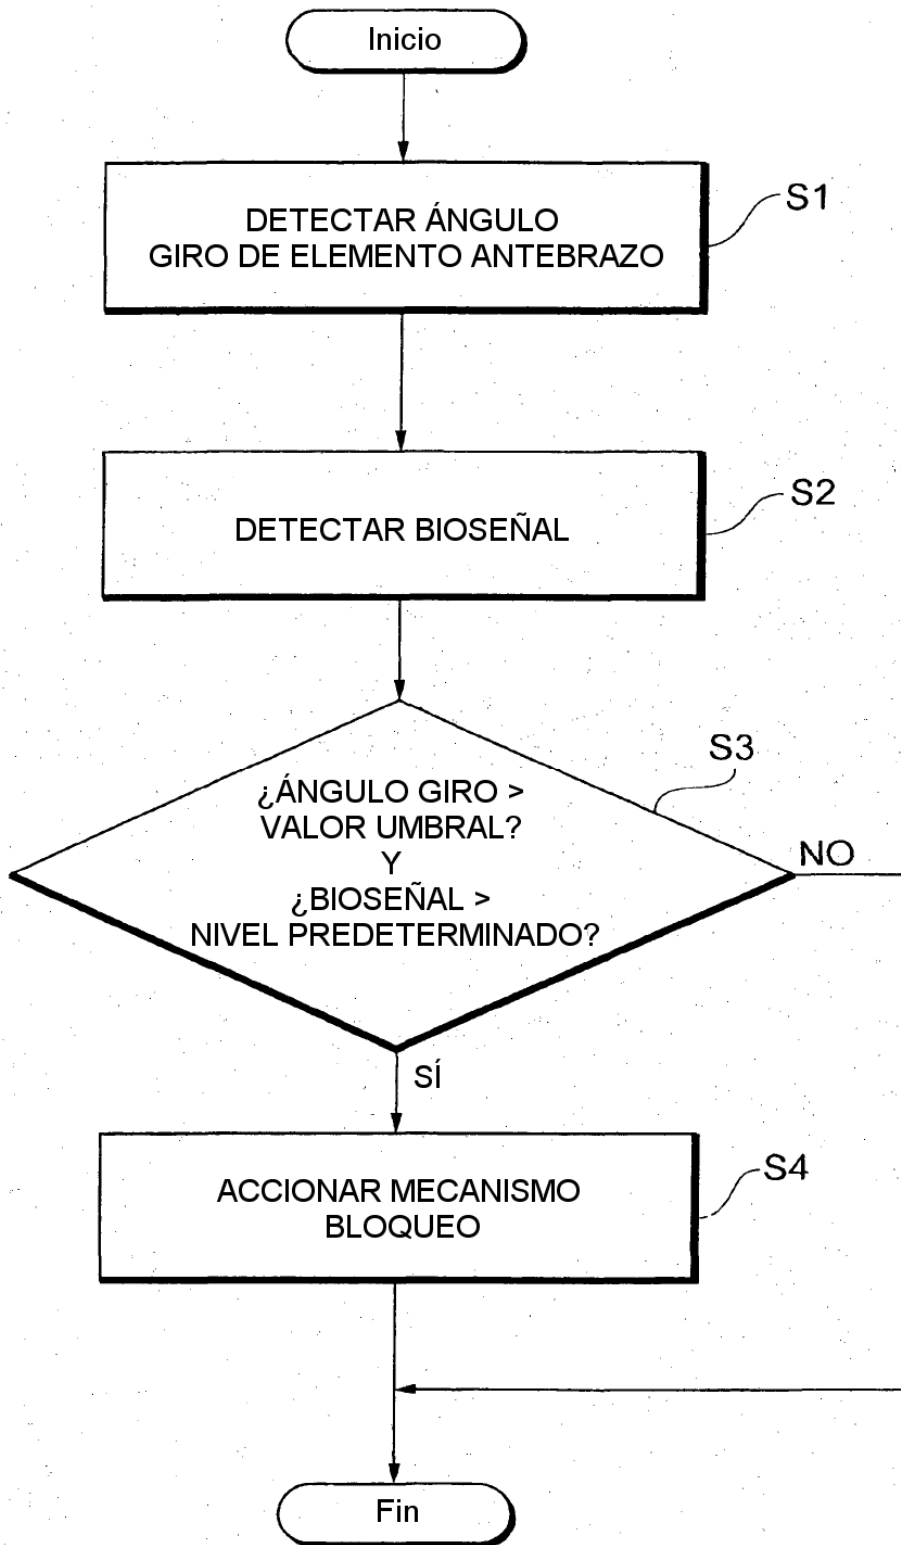 Inicio
DETECTAR ÁNGULO
GIRO DE ELEMENTO ANTEBRAZO
S1
DETECTAR BIOSEÑAL
S2
¿ÁNGULO GIRO >
VALOR UMBRAL?
Y
¿BIOSEÑAL >
NIVEL PREDETERMINADO?
S3
NO
SÍ
ACCIONAR MECANISMO
BLOQUEO
S4
Fin